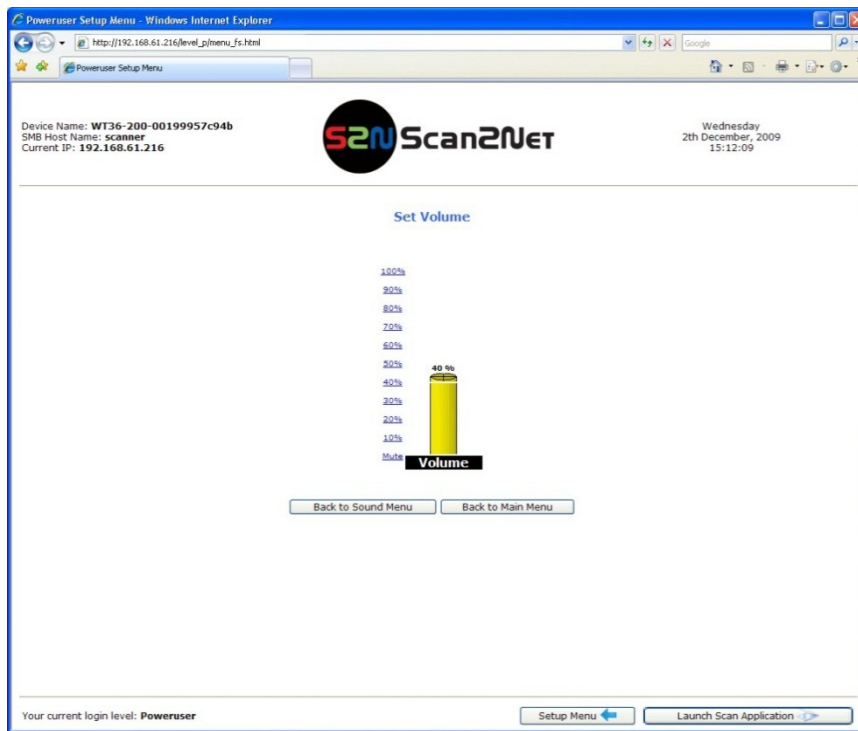 Poweruser Setup Menu - Windows Internet Explorer
http://192.168.61.216/level_p/menu_fs.html
Google
Poweruser Setup Menu
Device Name: WT36-200-00199957c94b
SMB Host Name: scanner
Current IP: 192.168.61.216
S2N Scan2Net
Wednesday
2th December, 2009
15:12:09
Set Volume
100%
90%
80%
70%
60%
50%
40 %
40%
30%
20%
10%
Mute
Volume
Back to Sound Menu Back to Main Menu
Your current login level: Poweruser
Setup Menu Launch Scan Application